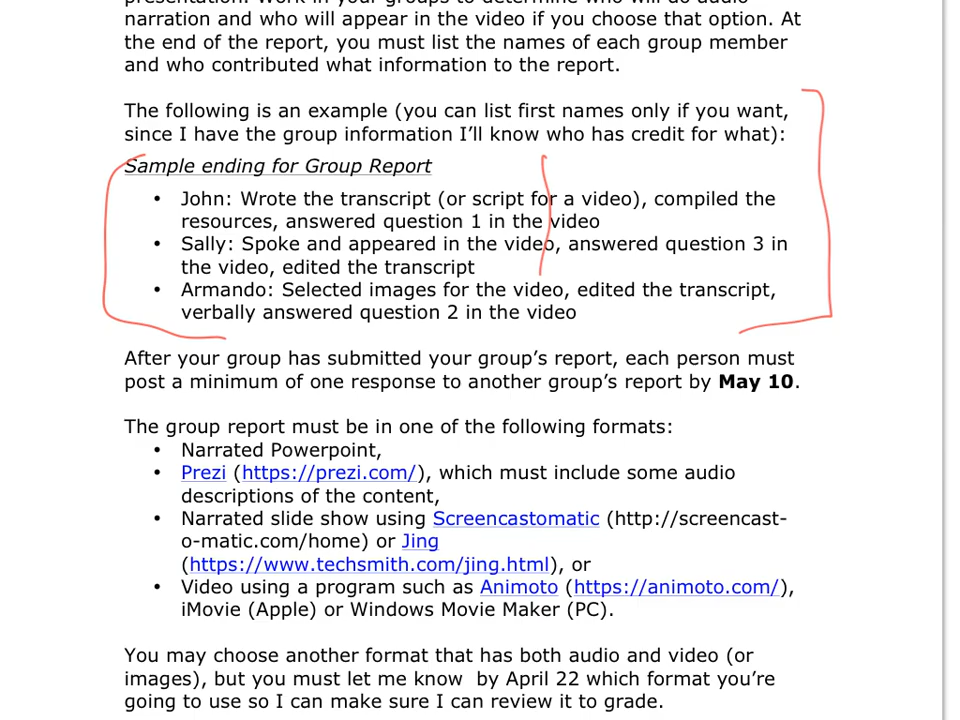 presentation. Work in your groups to determine who will do audio
narration and who will appear in the video if you choose that option. At
the end of the report, you must list the names of each group member
and who contributed what information to the report.
The following is an example (you can list first names only if you want,
since I have the group information I'll know who has credit for what):
Sample ending for Group Report
• John: Wrote the transcript (or script for a video), compiled the
resources, answered question 1 in the video
• Sally: Spoke and appeared in the video, answered question 3 in
the video, edited the transcript
• Armando: Selected images for the video, edited the transcript,
verbally answered question 2 in the video
After your group has submitted your group's report, each person must
post a minimum of one response to another group's report by May 10.
The group report must be in one of the following formats:
• Narrated Powerpoint,
• Prezi (https://prezi.com/), which must include some audio
descriptions of the content,
• Narrated slide show using Screencastomatic (http://screencast-
o-matic.com/home) or Jing
(https://www.techsmith.com/jing.html), or
• Video using a program such as Animoto (https://animoto.com/),
iMovie (Apple) or Windows Movie Maker (PC).
You may choose another format that has both audio and video (or
images), but you must let me know  by April 22 which format you're
going to use so I can make sure I can review it to grade.